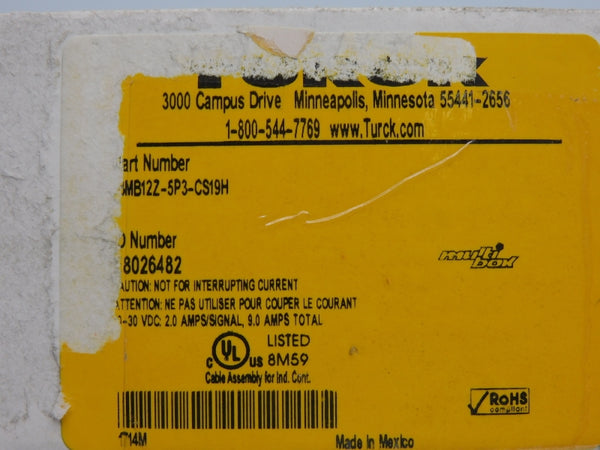 Turck
3000 Campus Drive Minneapolis, Minnesota 55441-2656
1-800-544-7769 www.Turck.com
art Number
MB12Z-5P3-CS19H
D Number
8026482
AUTION: NOT FOR INTERRUPTING CURRENT
ATTENTION: NE PAS UTILISER POUR COUPER LE COURANT
-30 VDC: 2.0 AMPS/SIGNAL, 9.0 AMPS TOTAL
multi box
C UL US LISTED
8M59
Cable Assembly for Ind. Cont.
RoHS
compliant
1714M
Made in Mexico